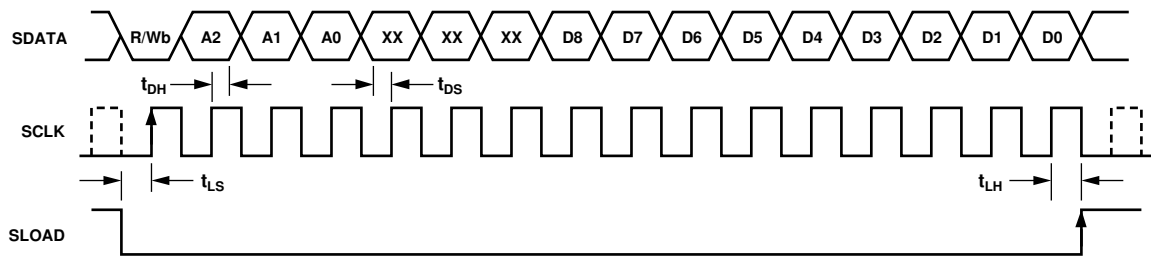 SDATA R/Wb A2 A1 A0 XX XX XX D8 D7 D6 D5 D4 D3 D2 D1 D0
tDH tDS
SCLK
tLS tLH
SLOAD